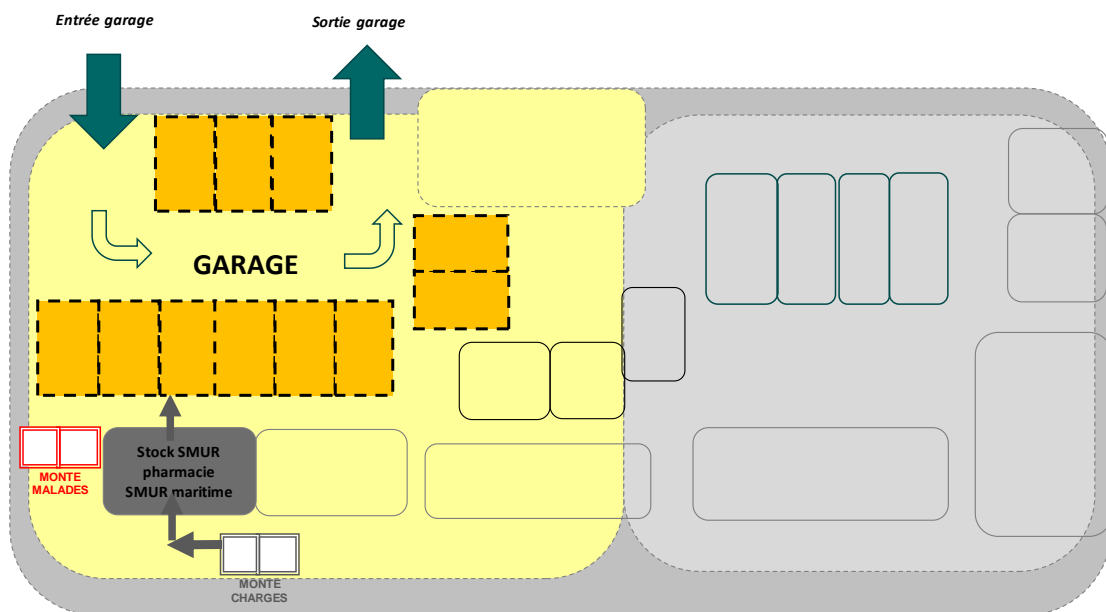 Entrée garage
Sortie garage
GARAGE
Stock SMUR
pharmacie
SMUR maritime
MONTE
MALADES
MONTE
CHARGES